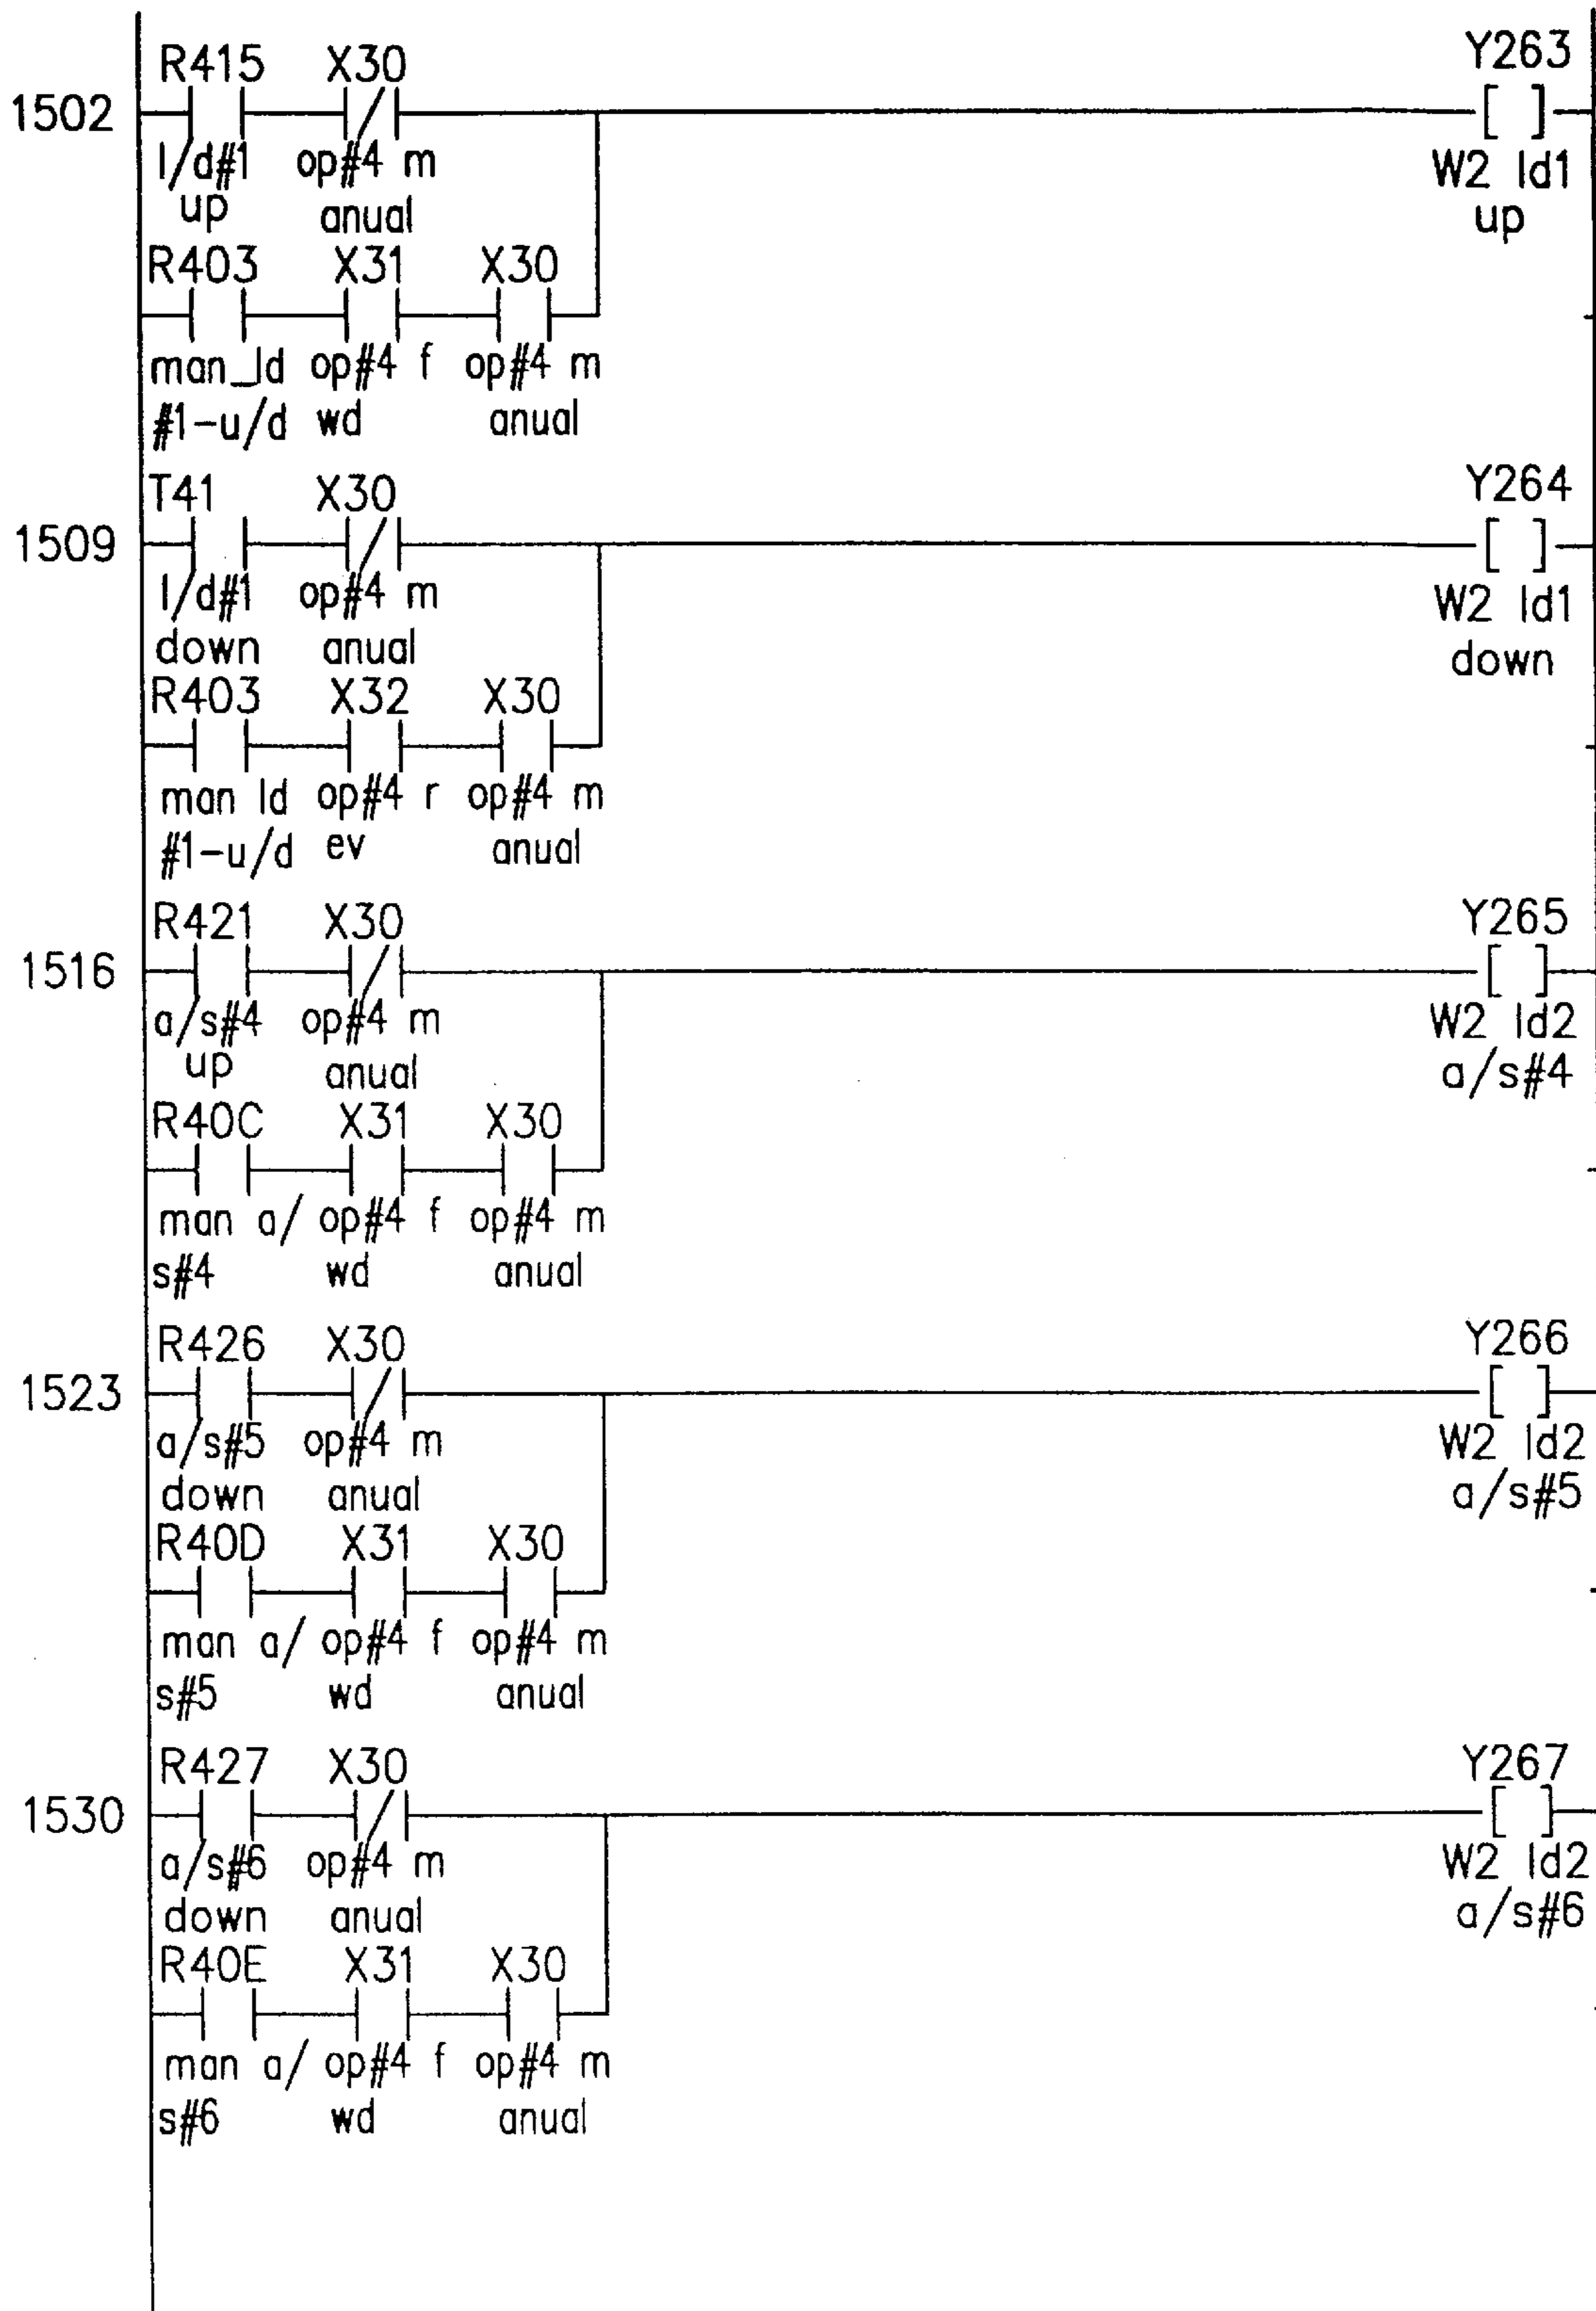 R415 X30 Y263
1502 [ ]
l/d#1 op#4 m W2 ld1
up anual up
R403 X31 X30
man_ld op#4 f op#4 m
#1-u/d wd anual
T41 X30 Y264
1509 [ ]
l/d#1 op#4 m W2 ld1
down anual down
R403 X32 X30
man ld op#4 r op#4 m
#1-u/d ev anual
R421 X30 Y265
1516 [ ]
a/s#4 op#4 m W2 ld2
up anual a/s#4
R40C X31 X30
man a/ op#4 f op#4 m
s#4 wd anual
R426 X30 Y266
1523 [ ]
a/s#5 op#4 m W2 ld2
down anual a/s#5
R40D X31 X30
man a/ op#4 f op#4 m
s#5 wd anual
R427 X30 Y267
1530 [ ]
a/s#6 op#4 m W2 ld2
down anual a/s#6
R40E X31 X30
man a/ op#4 f op#4 m
s#6 wd anual